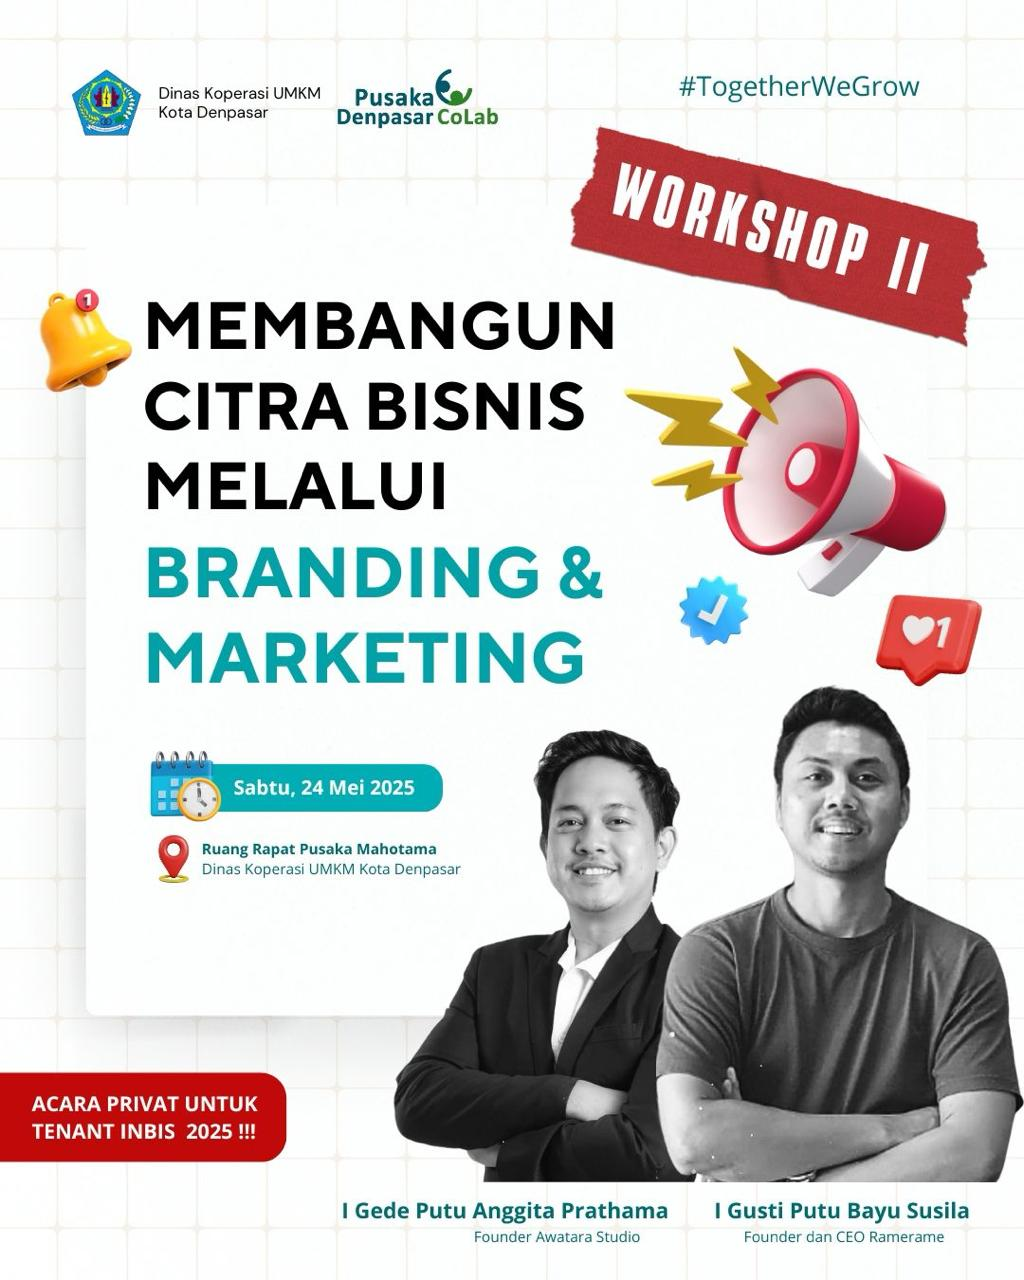 Dinas Koperasi UMKM
Kota Denpasar
Pusaka
Denpasar CoLab
#TogetherWeGrow
WORKSHOP II
1
MEMBANGUN
CITRA BISNIS
MELALUI
BRANDING &
MARKETING
1
Sabtu, 24 Mei 2025
Ruang Rapat Pusaka Mahotama
Dinas Koperasi UMKM Kota Denpasar
ACARA PRIVAT UNTUK
TENANT INBIS 2025 !!!
I Gede Putu Anggita Prathama
Founder Awatara Studio
I Gusti Putu Bayu Susila
Founder dan CEO Ramerame